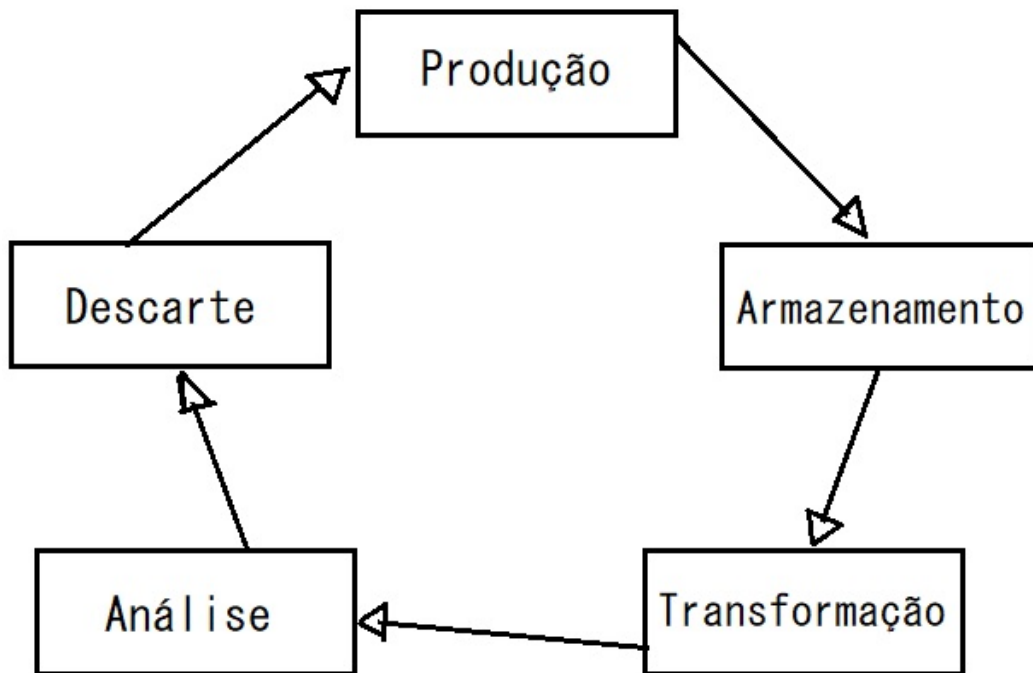 Produção
Armazenamento
Transformação
Análise
Descarte